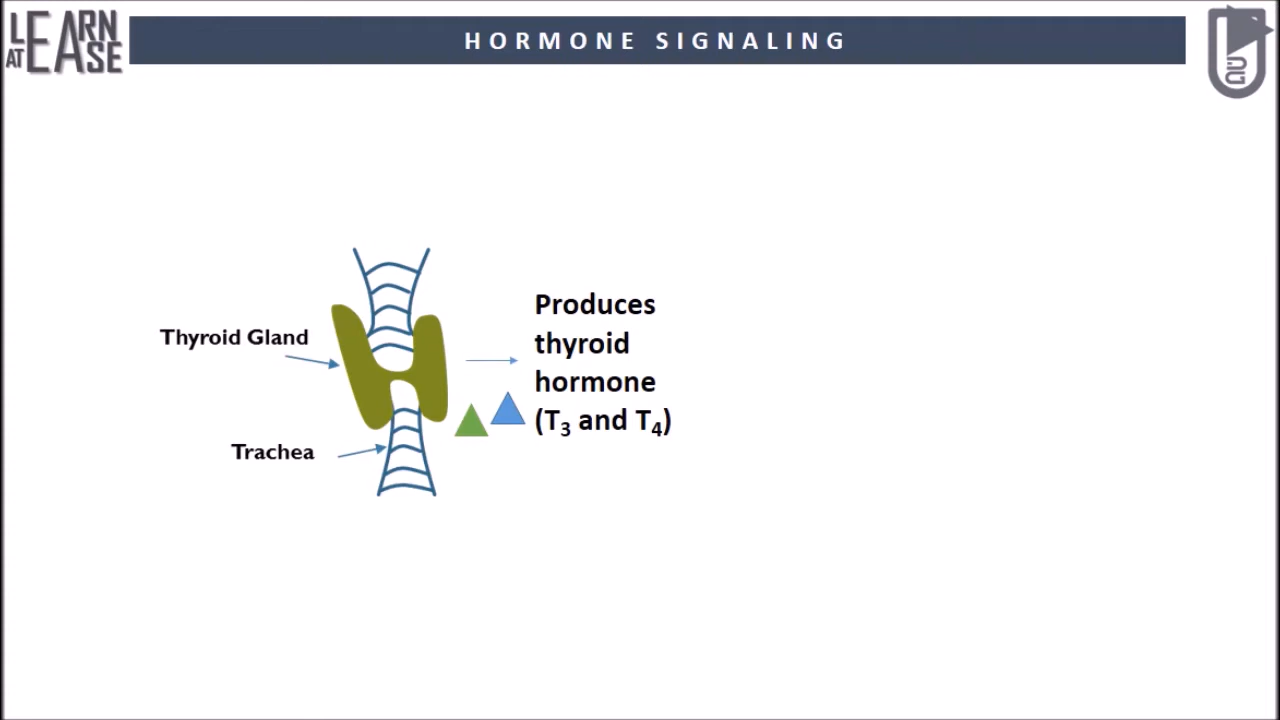 LEARN
AT EASE
HORMONE SIGNALING
Thyroid Gland
Trachea
Produces
thyroid
hormone
(T3 and T4)